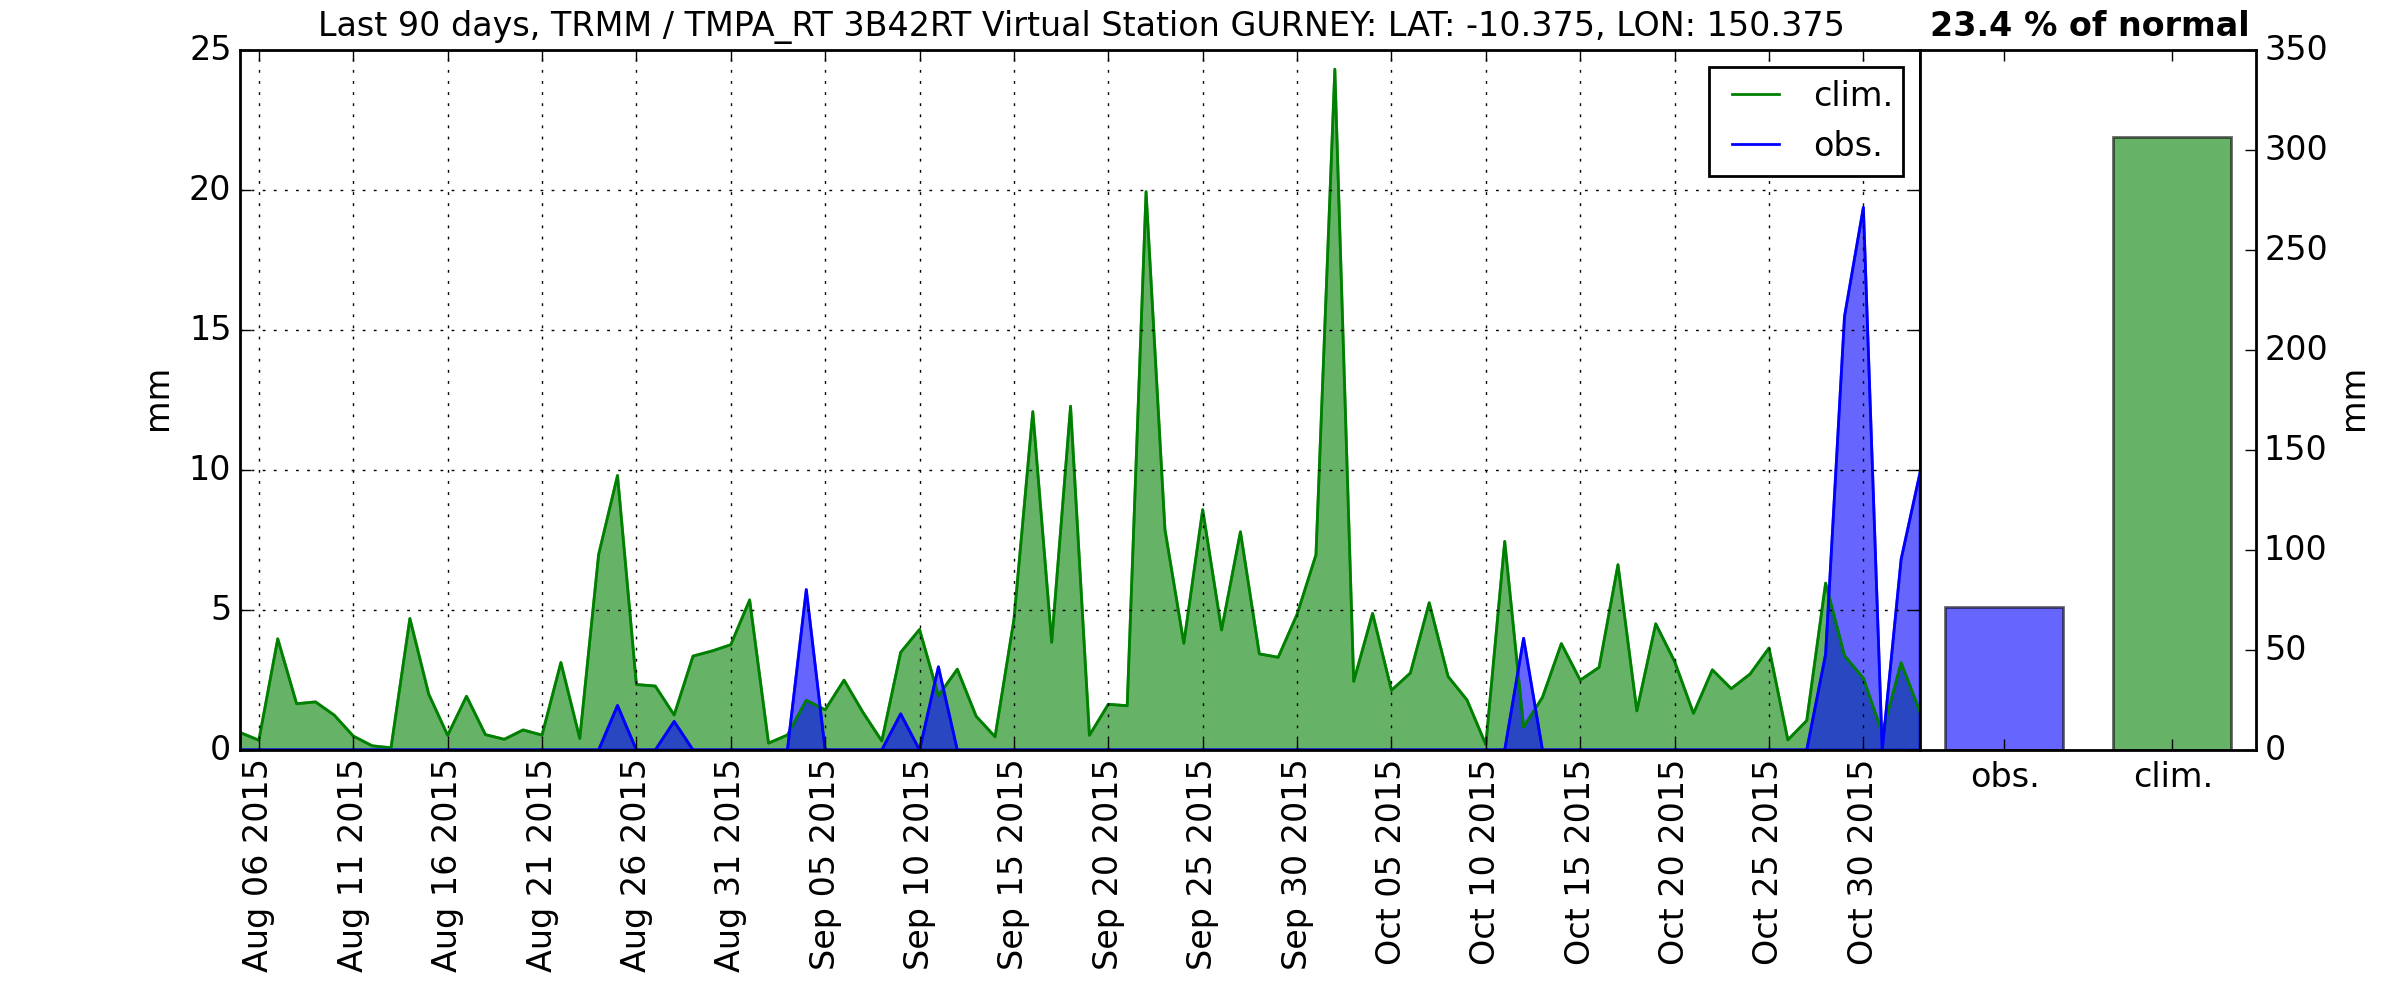 Last 90 days, TRMM / TMPA_RT 3B42RT Virtual Station GURNEY: LAT: -10.375, LON: 150.375
23.4 % of normal
25
20
15
10
5
0
mm
clim.
obs.
Aug 06 2015
Aug 11 2015
Aug 16 2015
Aug 21 2015
Aug 26 2015
Aug 31 2015
Sep 05 2015
Sep 10 2015
Sep 15 2015
Sep 20 2015
Sep 25 2015
Sep 30 2015
Oct 05 2015
Oct 10 2015
Oct 15 2015
Oct 20 2015
Oct 25 2015
Oct 30 2015
350
300
250
200
150
100
50
0
mm
obs.
clim.